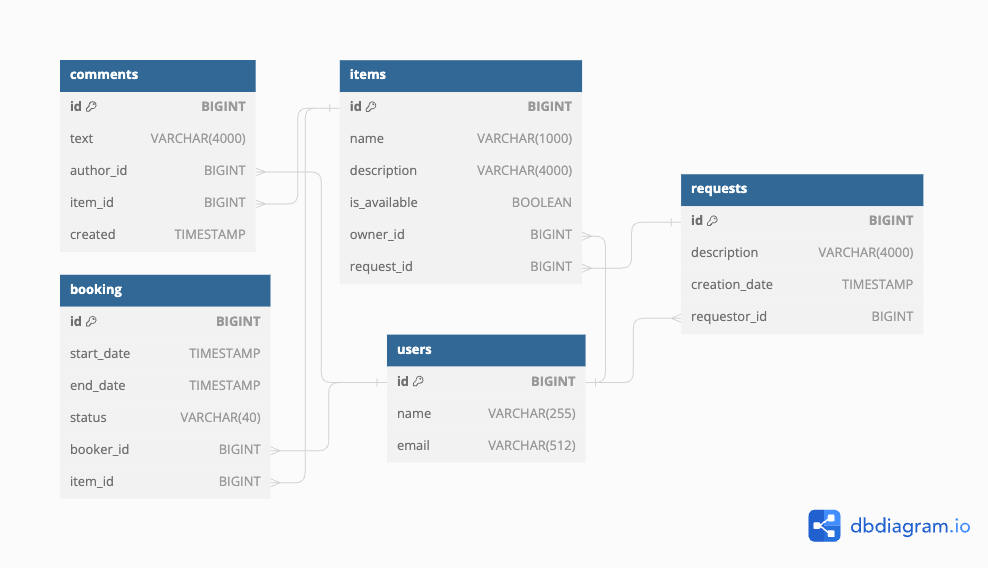 comments
id BIGINT
text VARCHAR(4000)
author_id BIGINT
item_id BIGINT
created TIMESTAMP
booking
id BIGINT
start_date TIMESTAMP
end_date TIMESTAMP
status VARCHAR(40)
booker_id BIGINT
item_id BIGINT
items
id BIGINT
name VARCHAR(1000)
description VARCHAR(4000)
is_available BOOLEAN
owner_id BIGINT
request_id BIGINT
users
id BIGINT
name VARCHAR(255)
email VARCHAR(512)
requests
id BIGINT
description VARCHAR(4000)
creation_date TIMESTAMP
requestor_id BIGINT
dbdiagram.io